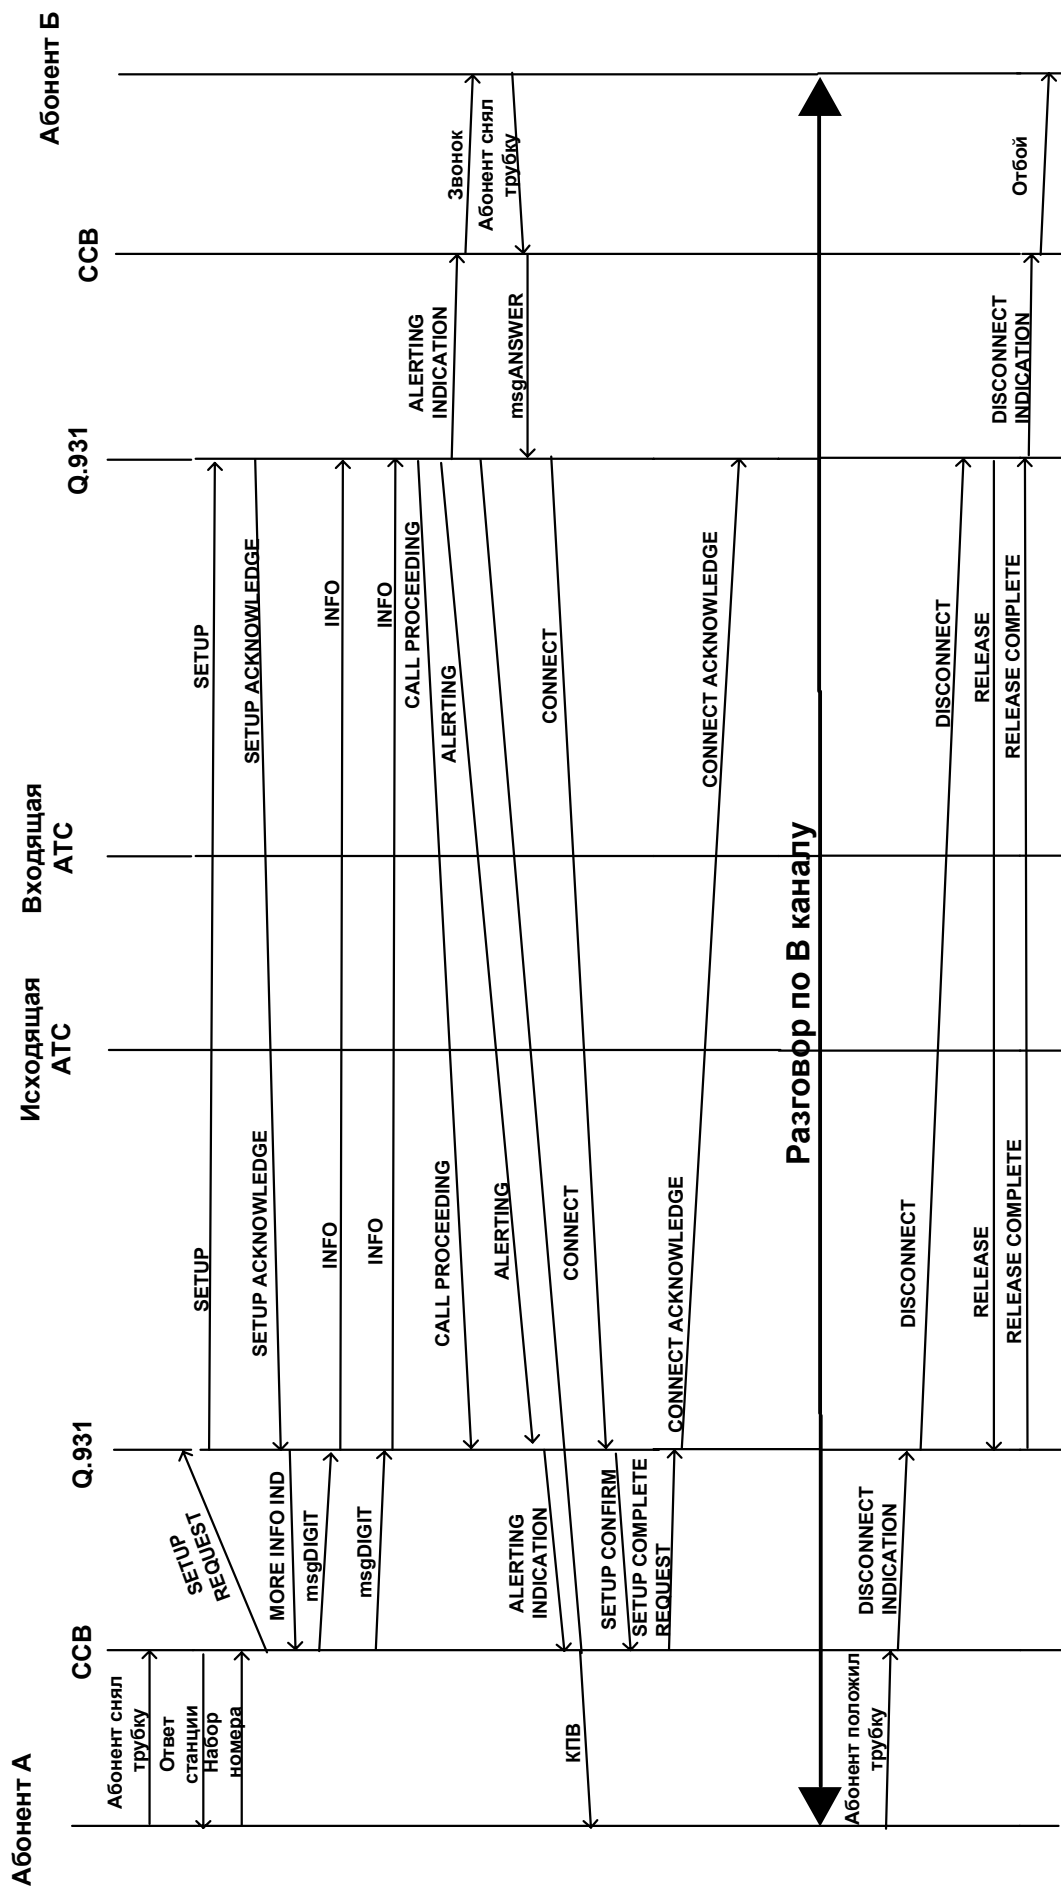 Абонент А
CCB
Q.931
Исходящая
АТС
Входящая
АТС
Q.931
CCB
Абонент Б
Абонент снял
трубку
Ответ
станции
Набор
номера
SETUP
REQUEST
SETUP
SETUP
SETUP ACKNOWLEDGE
SETUP ACKNOWLEDGE
MORE INFO IND
msgDIGIT
INFO
INFO
msgDIGIT
INFO
INFO
CALL PROCEEDING
CALL PROCEEDING
ALERTING
ALERTING
ALERTING
INDICATION
ALERTING
INDICATION
Звонок
КПВ
Абонент снял
трубку
msgANSWER
CONNECT
CONNECT
SETUP CONFIRM
SETUP COMPLETE
REQUEST
CONNECT ACKNOWLEDGE
CONNECT ACKNOWLEDGE
Разговор по В каналу
Абонент положил
трубку
DISCONNECT
INDICATION
DISCONNECT
DISCONNECT
RELEASE
RELEASE
RELEASE COMPLETE
RELEASE COMPLETE
DISCONNECT
INDICATION
Отбой